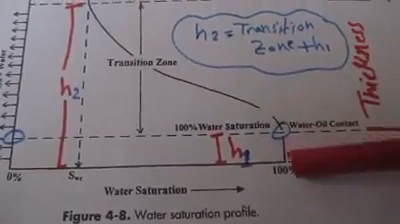 h2 = Transition
Zone + h1
Thickness
h2
Transition Zone
100% Water Saturation
Water-Oil Contact
h1
0%
Swc
100%
Water Saturation
Figure 4-8. Water saturation profile.